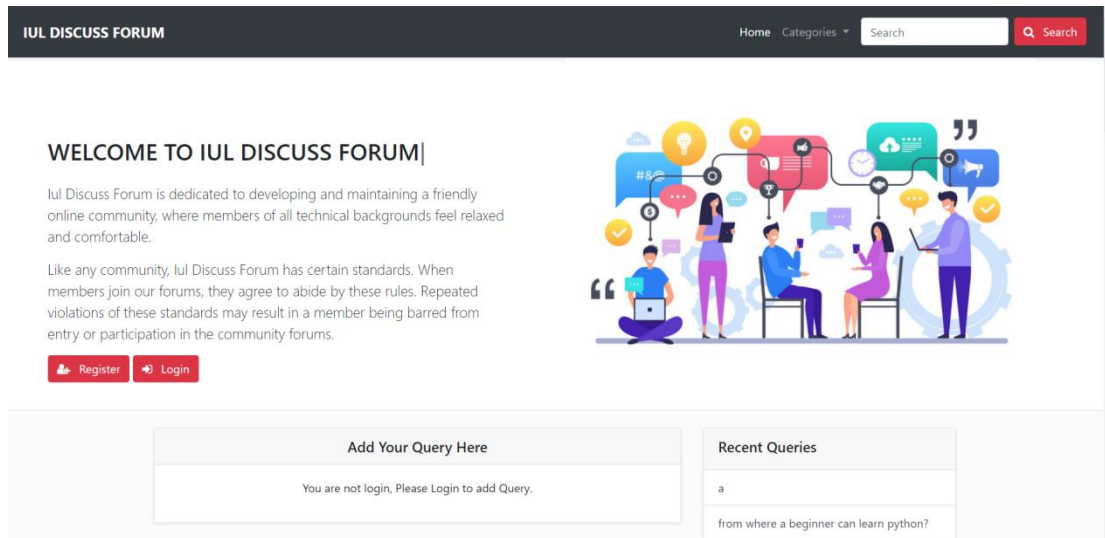 IUL DISCUSS FORUM
Home Categories Search Search
WELCOME TO IUL DISCUSS FORUM|
Iul Discuss Forum is dedicated to developing and maintaining a friendly
online community, where members of all technical backgrounds feel relaxed
and comfortable.
Like any community, Iul Discuss Forum has certain standards. When
members join our forums, they agree to abide by these rules. Repeated
violations of these standards may result in a member being barred from
entry or participation in the community forums.
Register Login
#&@
Add Your Query Here
You are not login, Please Login to add Query.
Recent Queries
a
from where a beginner can learn python?